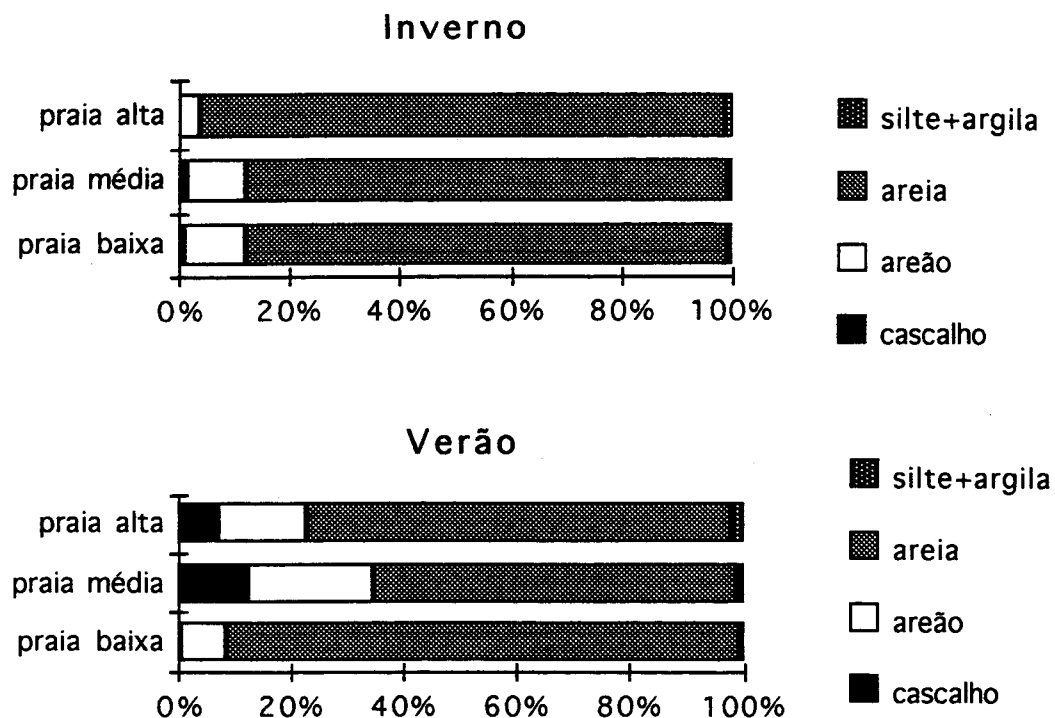 Inverno
praia alta
praia média
praia baixa
0% 20% 40% 60% 80% 100%
silte+argila
areia
areão
cascalho
Verão
praia alta
praia média
praia baixa
0% 20% 40% 60% 80% 100%
silte+argila
areia
areão
cascalho